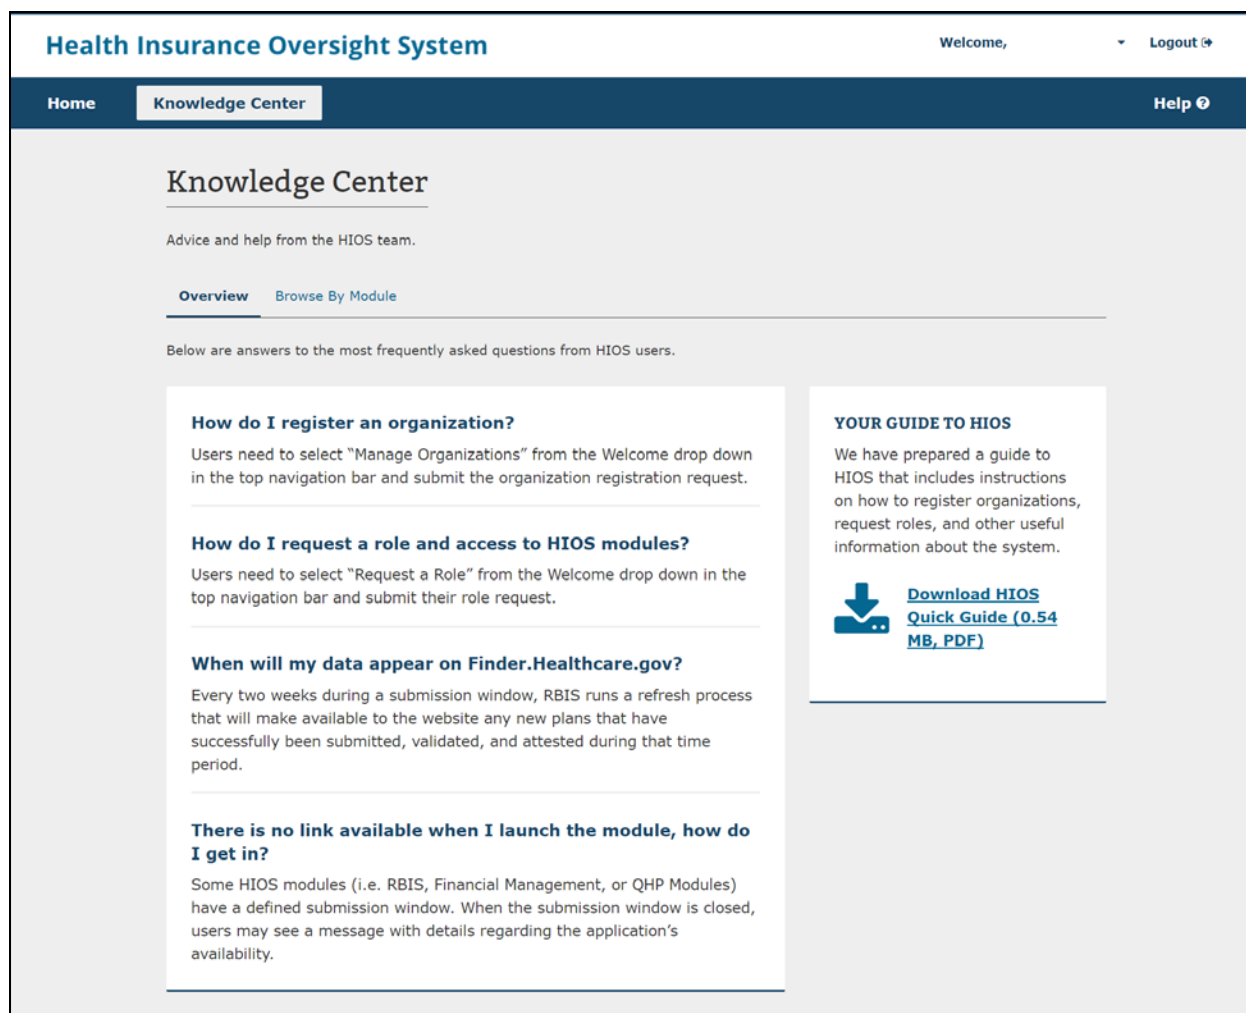 Health Insurance Oversight System
Welcome,
Logout
Home
Knowledge Center
Help
Knowledge Center
Advice and help from the HIOS team.
Overview
Browse By Module
Below are answers to the most frequently asked questions from HIOS users.
How do I register an organization?
Users need to select “Manage Organizations” from the Welcome drop down
in the top navigation bar and submit the organization registration request.
How do I request a role and access to HIOS modules?
Users need to select “Request a Role” from the Welcome drop down in the
top navigation bar and submit their role request.
When will my data appear on Finder.Healthcare.gov?
Every two weeks during a submission window, RBIS runs a refresh process
that will make available to the website any new plans that have
successfully been submitted, validated, and attested during that time
period.
There is no link available when I launch the module, how do
I get in?
Some HIOS modules (i.e. RBIS, Financial Management, or QHP Modules)
have a defined submission window. When the submission window is closed,
users may see a message with details regarding the application’s
availability.
YOUR GUIDE TO HIOS
We have prepared a guide to
HIOS that includes instructions
on how to register organizations,
request roles, and other useful
information about the system.
Download HIOS
Quick Guide (0.54
MB, PDF)